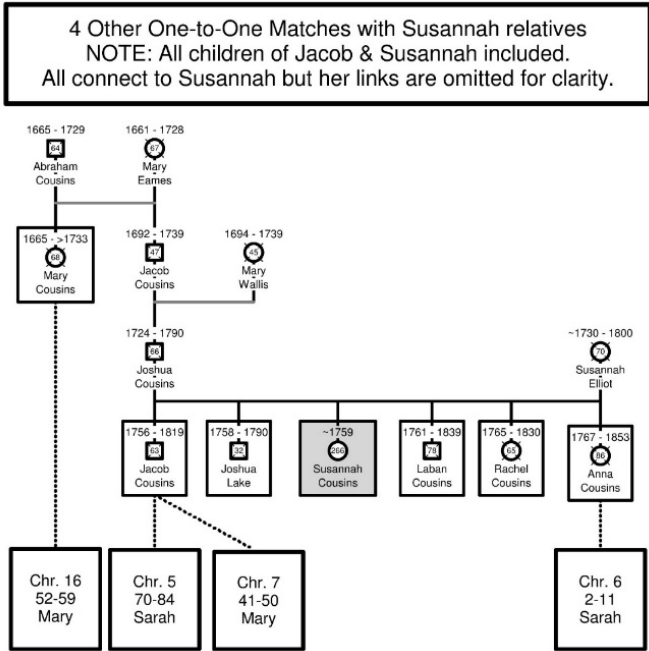 4 Other One-to-One Matches with Susannah relatives
NOTE: All children of Jacob & Susannah included.
All connect to Susannah but her links are omitted for clarity.
1665 - 1729
64
Abraham
Cousins
1661 - 1728
67
Mary
Eames
1665 - >1733
68
Mary
Cousins
1692 - 1739
47
Jacob
Cousins
1694 - 1739
45
Mary
Wallis
1724 - 1790
66
Joshua
Cousins
~1730 - 1800
70
Susannah
Elliot
1756 - 1819
63
Jacob
Cousins
1758 - 1790
32
Joshua
Lake
~1759
266
Susannah
Cousins
1761 - 1839
78
Laban
Cousins
1765 - 1830
65
Rachel
Cousins
1767 - 1853
86
Anna
Cousins
Chr. 16
52-59
Mary
Chr. 5
70-84
Sarah
Chr. 7
41-50
Mary
Chr. 6
2-11
Sarah